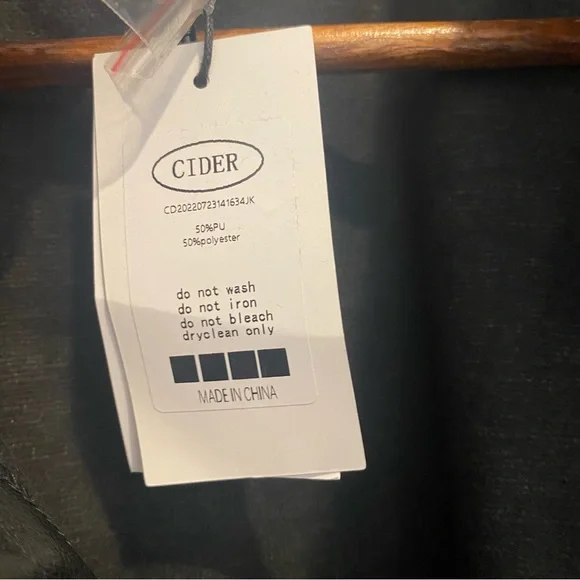 CIDER
CD20220723141634JK
50%PU
50%polyester
do not wash
do not iron
do not bleach
dryclean only
MADE IN CHINA